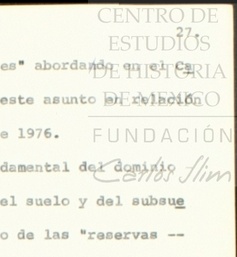 CENTRO DE
27.
ESTUDIOS
es" abordando en el Ca
DE HISTORIA
este asunto en relación
DE MÉXICO
e 1976.
FUNDACIÓN
damental del dominio
Carlos Slim
el suelo y del subsue
o de las "reservas --